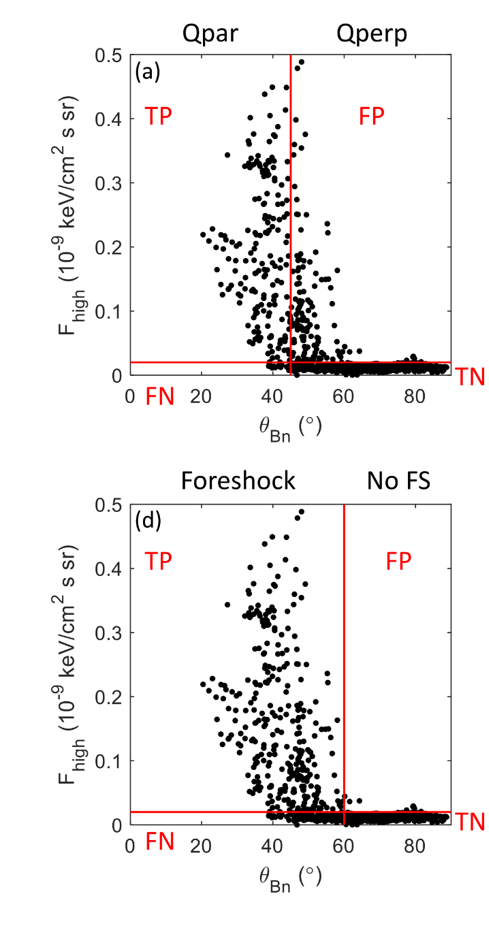 Qpar Qperp
(a)
TP FP
0.5
0.4
0.3
0.2
0.1
0
F_high (10^-9 keV/cm^2 s sr)
FN TN
0 20 40 60 80
θ_Bn (°)
Foreshock No FS
(d)
TP FP
0.5
0.4
0.3
0.2
0.1
0
F_high (10^-9 keV/cm^2 s sr)
FN TN
0 20 40 60 80
θ_Bn (°)